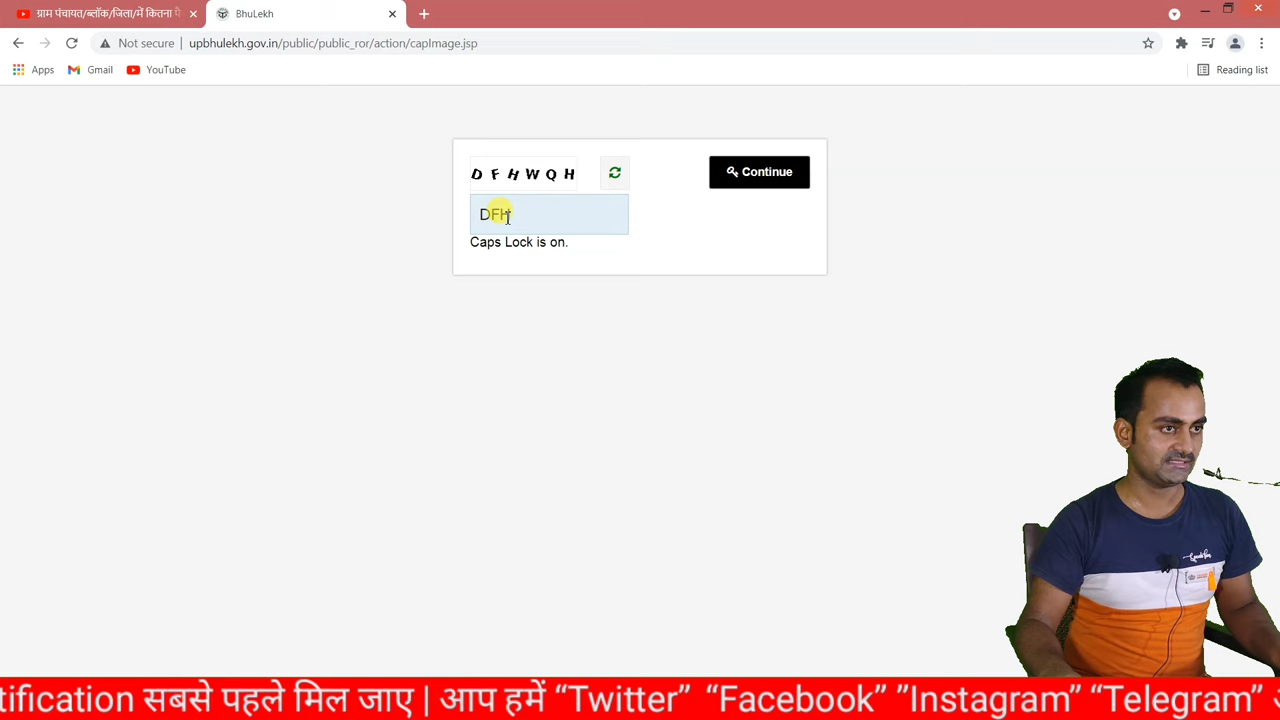 ग्राम पंचायत/ब्लॉक/जिला/में कितना पै
BhuLekh
Not secure | upbhulekh.gov.in/public/public_ror/action/capImage.jsp
Apps Gmail YouTube Reading list
D F H W Q H
Continue
DFH
Caps Lock is on.
tification सबसे पहले मिल जाए | आप हमें “Twitter” “Facebook” ”Instagram” “Telegram”